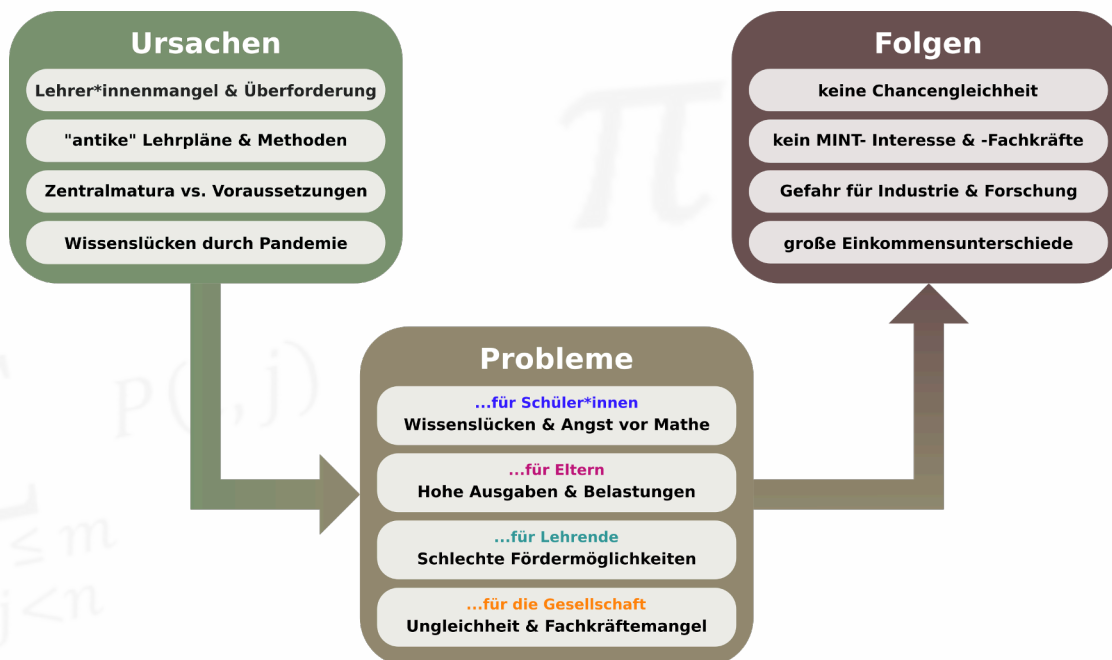 Ursachen
Lehrer*innenmangel & Überforderung
"antike" Lehrpläne & Methoden
Zentralmatura vs. Voraussetzungen
Wissenslücken durch Pandemie
Folgen
keine Chancengleichheit
kein MINT- Interesse & -Fachkräfte
Gefahr für Industrie & Forschung
große Einkommensunterschiede
π
Probleme
...für Schüler*innen
Wissenslücken & Angst vor Mathe
...für Eltern
Hohe Ausgaben & Belastungen
...für Lehrende
Schlechte Fördermöglichkeiten
...für die Gesellschaft
Ungleichheit & Fachkräftemangel
≤ m
j<n